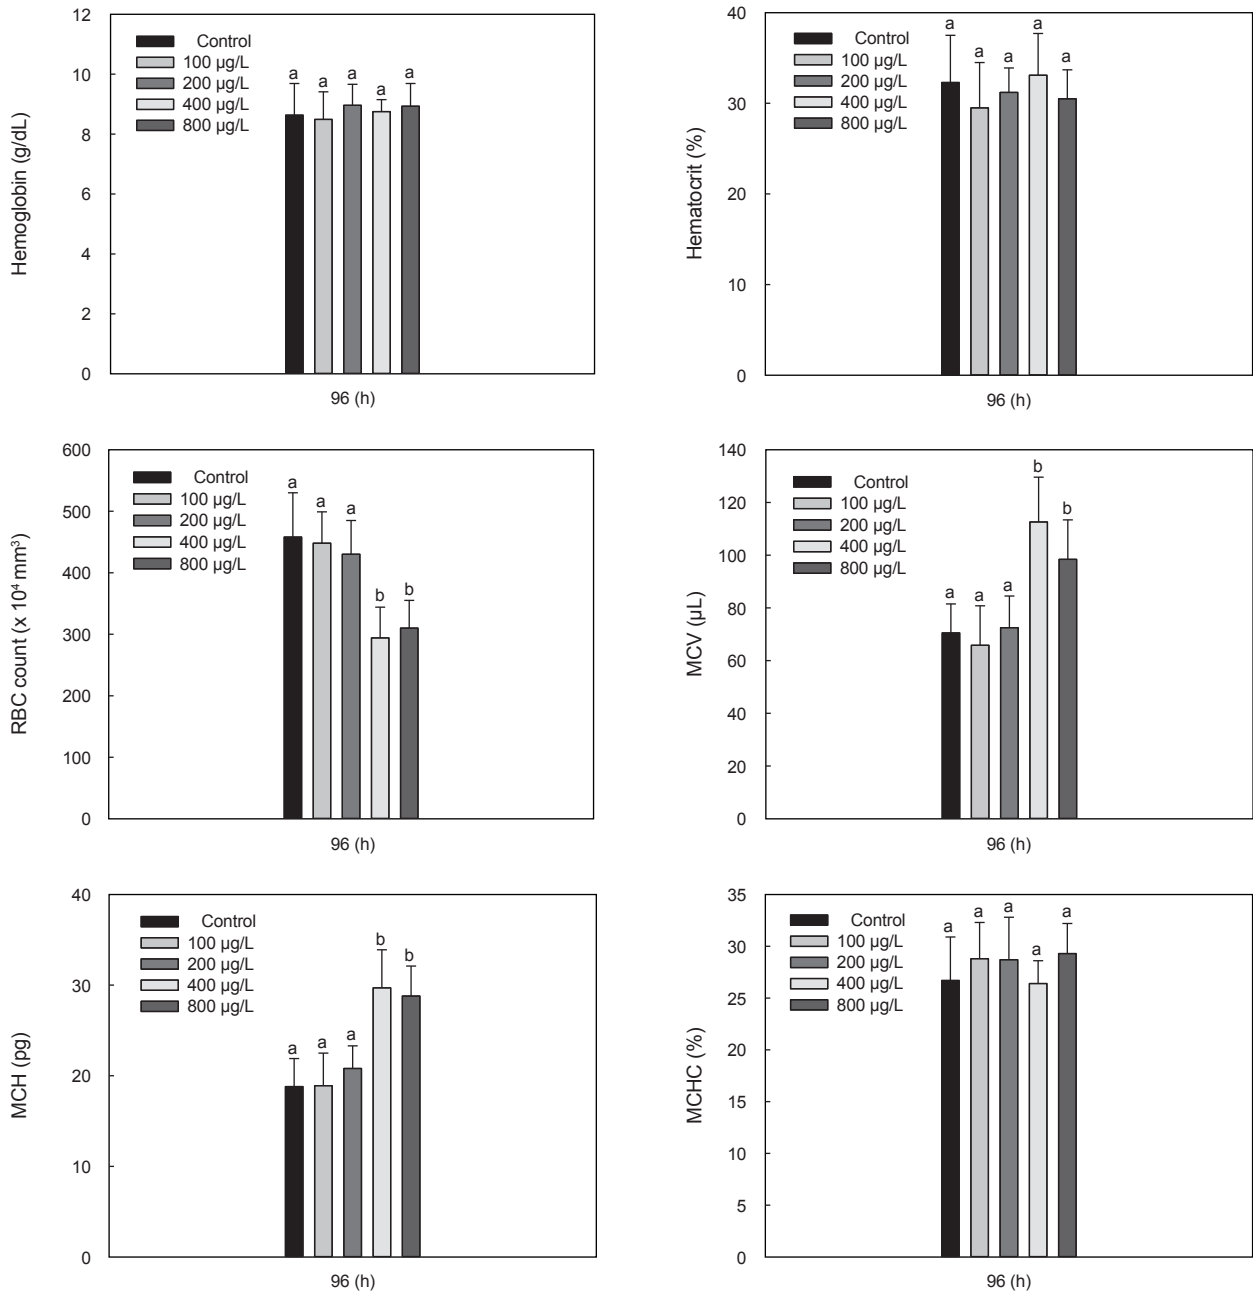 Hemoglobin (g/dL)
12
10
8
6
4
2
0
Control
100 µg/L
200 µg/L
400 µg/L
800 µg/L
a a a a a
96 (h)
Hematocrit (%)
40
30
20
10
0
Control
100 µg/L
200 µg/L
400 µg/L
800 µg/L
a a a a a
96 (h)
RBC count (x 10⁴ mm³)
600
500
400
300
200
100
0
Control
100 µg/L
200 µg/L
400 µg/L
800 µg/L
a a a b b
96 (h)
MCV (µL)
140
120
100
80
60
40
20
0
Control
100 µg/L
200 µg/L
400 µg/L
800 µg/L
a a a b b
96 (h)
MCH (pg)
40
30
20
10
0
Control
100 µg/L
200 µg/L
400 µg/L
800 µg/L
a a a b b
96 (h)
MCHC (%)
35
30
25
20
15
10
5
0
Control
100 µg/L
200 µg/L
400 µg/L
800 µg/L
a a a a a
96 (h)